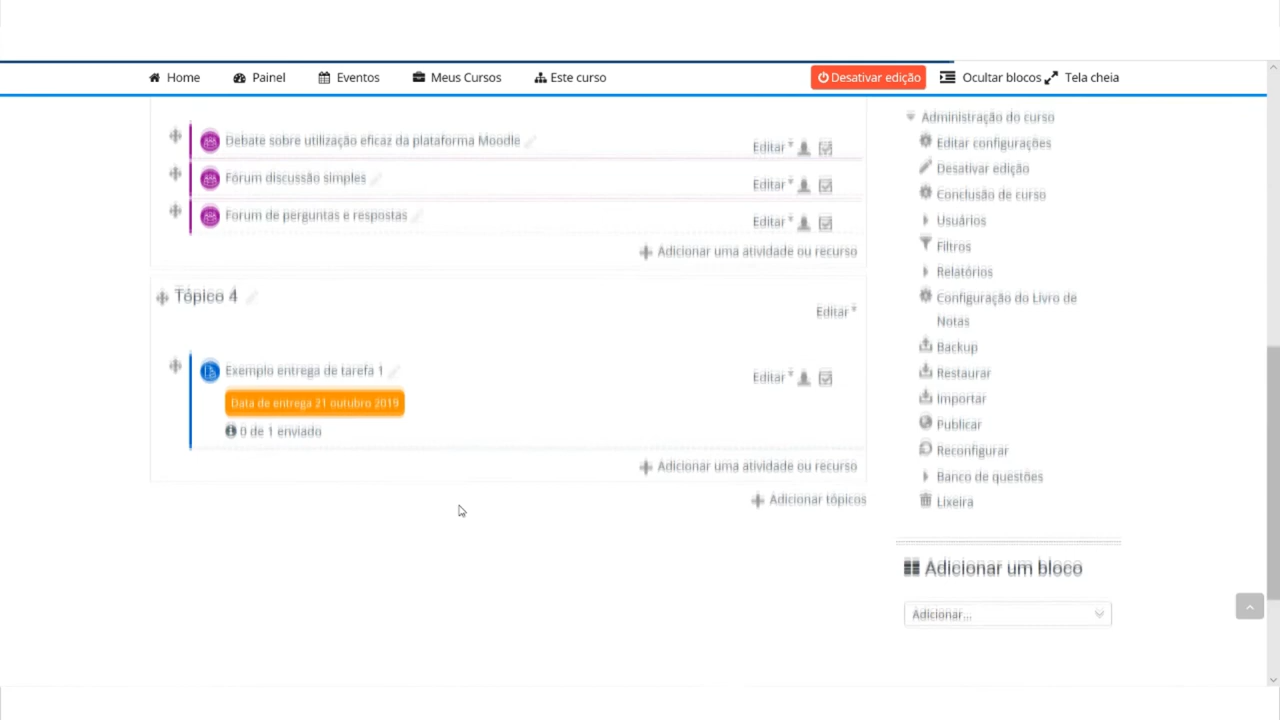 Home Painel Eventos Meus Cursos Este curso Desativar edição Ocultar blocos Tela cheia
Debate sobre utilização eficaz da plataforma Moodle Editar
Fórum discussão simples Editar
Forum de perguntas e respostas Editar
Adicionar uma atividade ou recurso
Tópico 4
Editar
Exemplo entrega de tarefa 1 Editar
Data de entrega 21 outubro 2019
0 de 1 enviado
Adicionar uma atividade ou recurso
Adicionar tópicos
Administração do curso
Editar configurações
Desativar edição
Conclusão de curso
Usuários
Filtros
Relatórios
Configuração do Livro de
Notas
Backup
Restaurar
Importar
Publicar
Reconfigurar
Banco de questões
Lixeira
Adicionar um bloco
Adicionar...